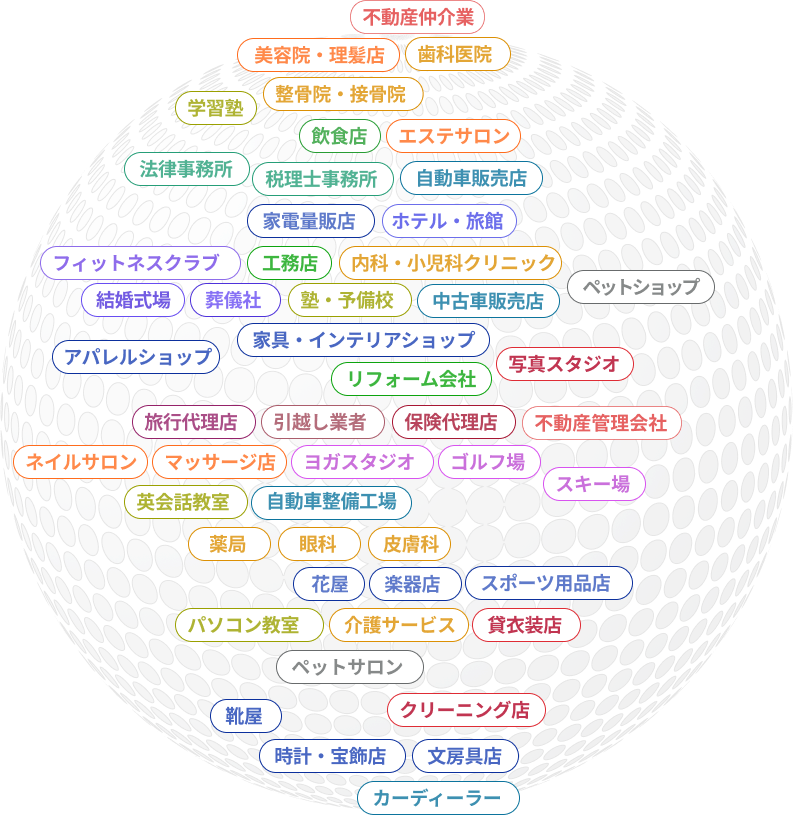 不動産仲介業
美容院・理髪店
歯科医院
整骨院・接骨院
学習塾
飲食店
エステサロン
法律事務所
税理士事務所
自動車販売店
家電量販店
ホテル・旅館
フィットネスクラブ
工務店
内科・小児科クリニック
ペットショップ
結婚式場
葬儀社
塾・予備校
中古車販売店
家具・インテリアショップ
アパレルショップ
写真スタジオ
リフォーム会社
旅行代理店
引越し業者
保険代理店
不動産管理会社
ネイルサロン
マッサージ店
ヨガスタジオ
ゴルフ場
スキー場
英会話教室
自動車整備工場
薬局
眼科
皮膚科
花屋
楽器店
スポーツ用品店
パソコン教室
介護サービス
貸衣装店
ペットサロン
靴屋
クリーニング店
時計・宝飾店
文房具店
カーディーラー